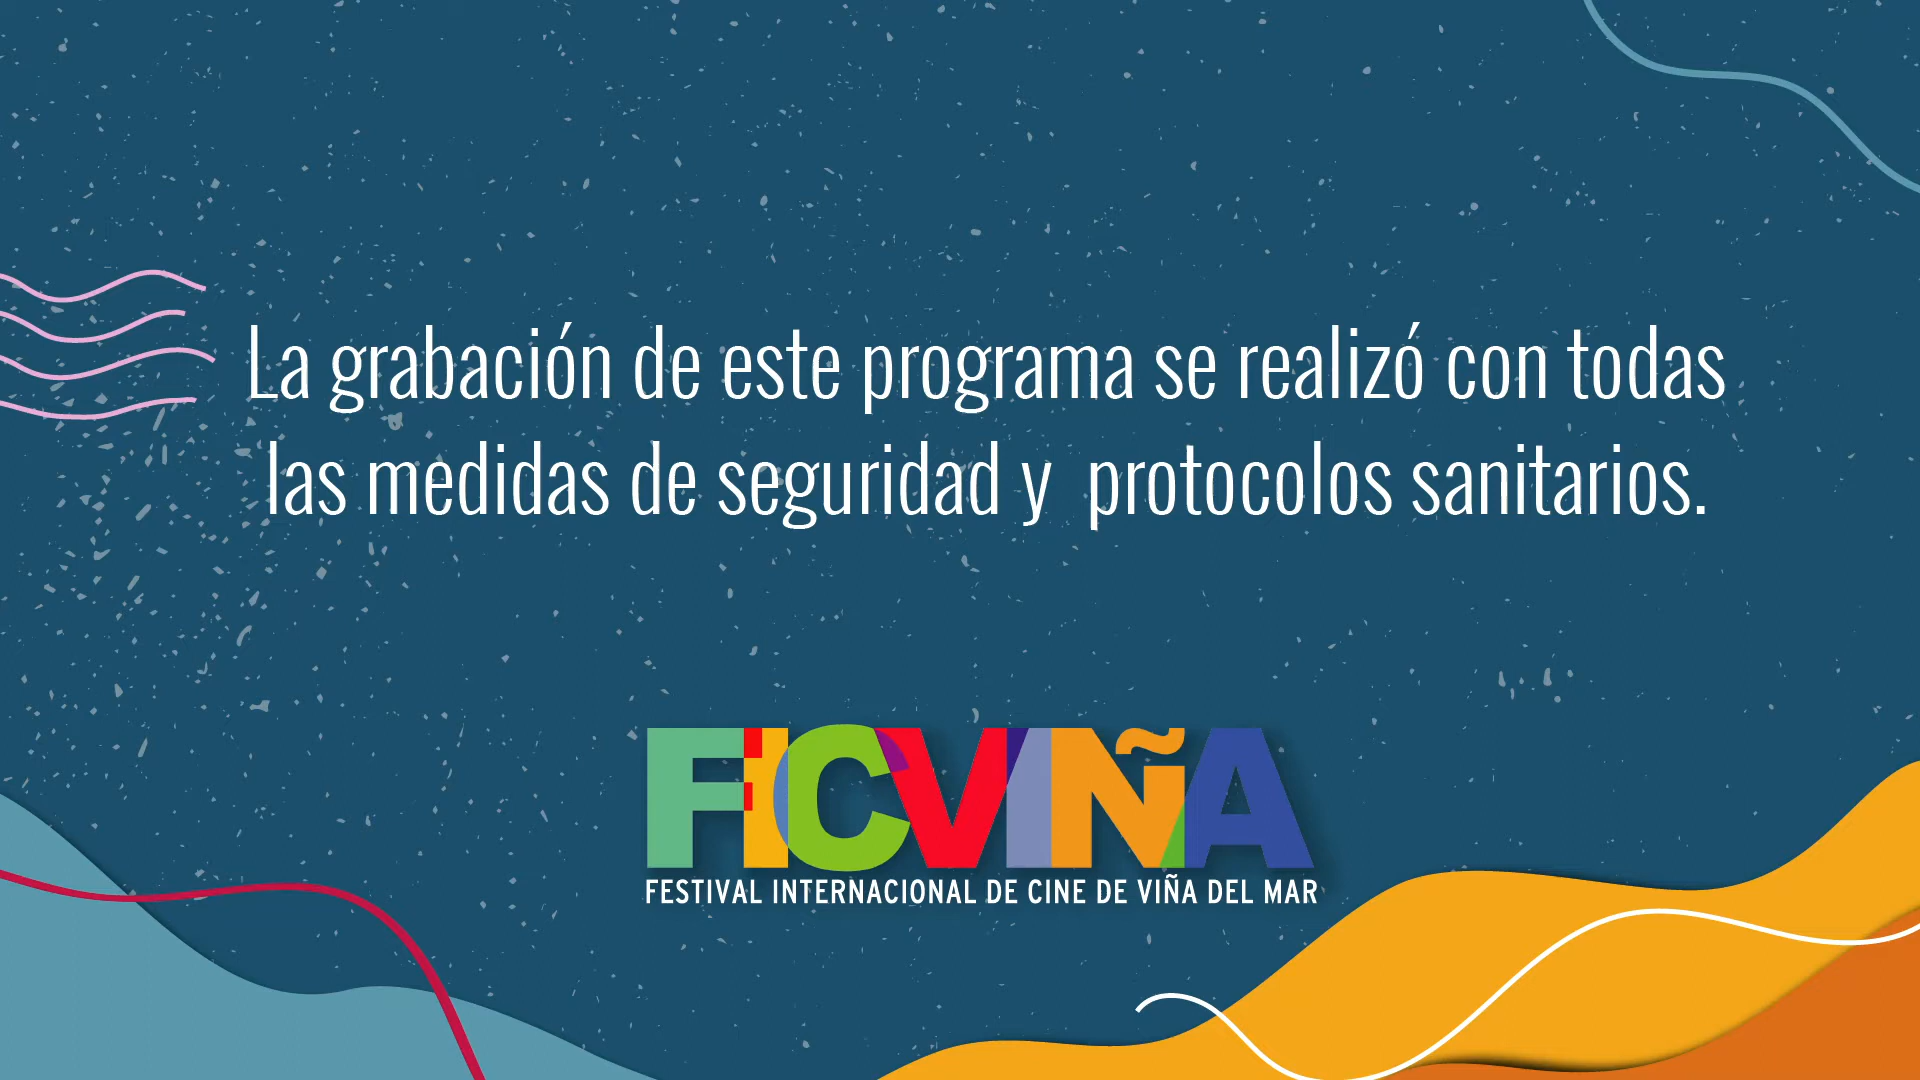 La grabación de este programa se realizó con todas
las medidas de seguridad y  protocolos sanitarios.
FICVIÑA
FESTIVAL INTERNACIONAL DE CINE DE VIÑA DEL MAR